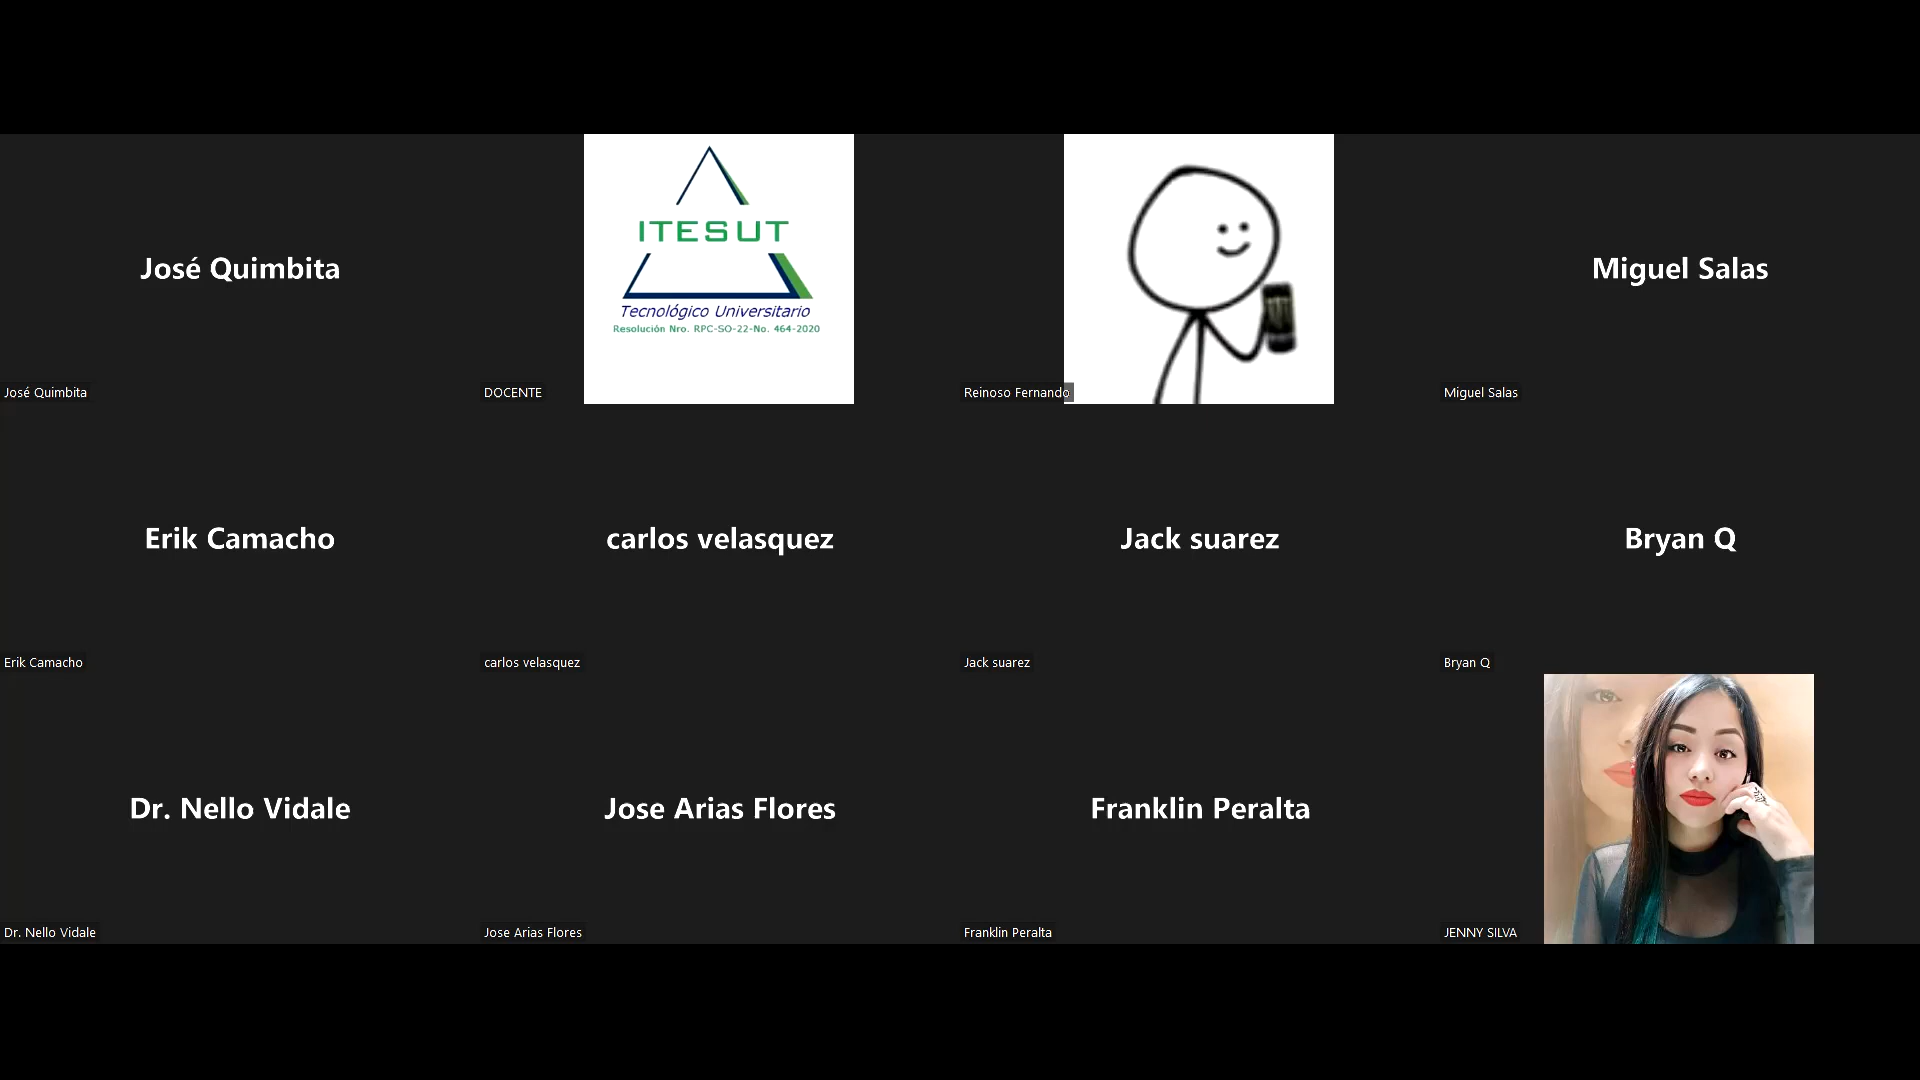 José Quimbita
José Quimbita
ITESUT
Tecnológico Universitario
Resolución Nro. RPC-SO-22-No. 464-2020
DOCENTE
Reinoso Fernando
Miguel Salas
Miguel Salas
Erik Camacho
Erik Camacho
carlos velasquez
carlos velasquez
Jack suarez
Jack suarez
Bryan Q
Bryan Q
Dr. Nello Vidale
Dr. Nello Vidale
Jose Arias Flores
Jose Arias Flores
Franklin Peralta
Franklin Peralta
JENNY SILVA